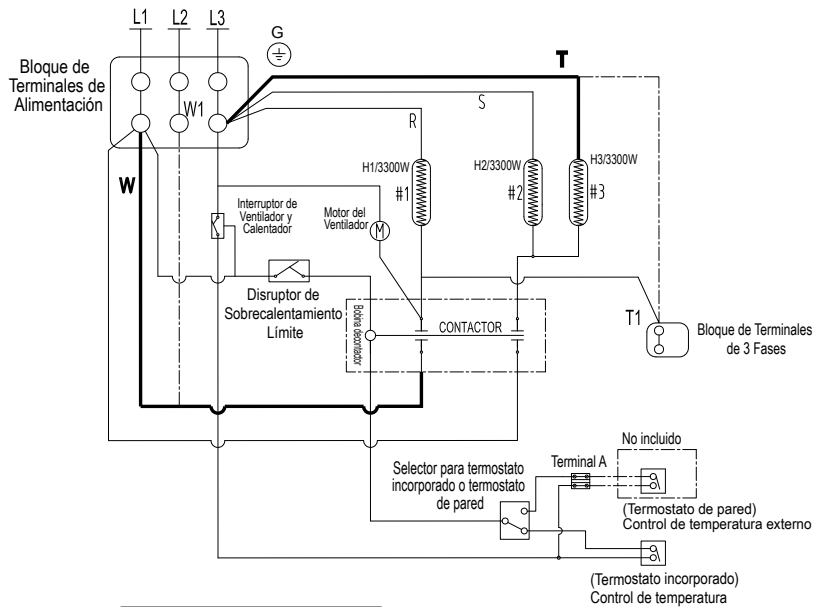 L1 L2 L3
G
Bloque de
Terminales de
Alimentación
W1
T
S
R
W
H1/3300W
#1
H2/3300W
#2
H3/3300W
#3
Interruptor de
Ventilador y
Calentador
Motor del
Ventilador
M
Disruptor de
Sobrecalentamiento
Límite
Bobina decontador
CONTACTOR
T1
Bloque de Terminales
de 3 Fases
Selector para termostato
incorporado o termostato
de pared
Terminal A
No incluido
(Termostato de pared)
Control de temperatura externo
(Termostato incorporado)
Control de temperatura